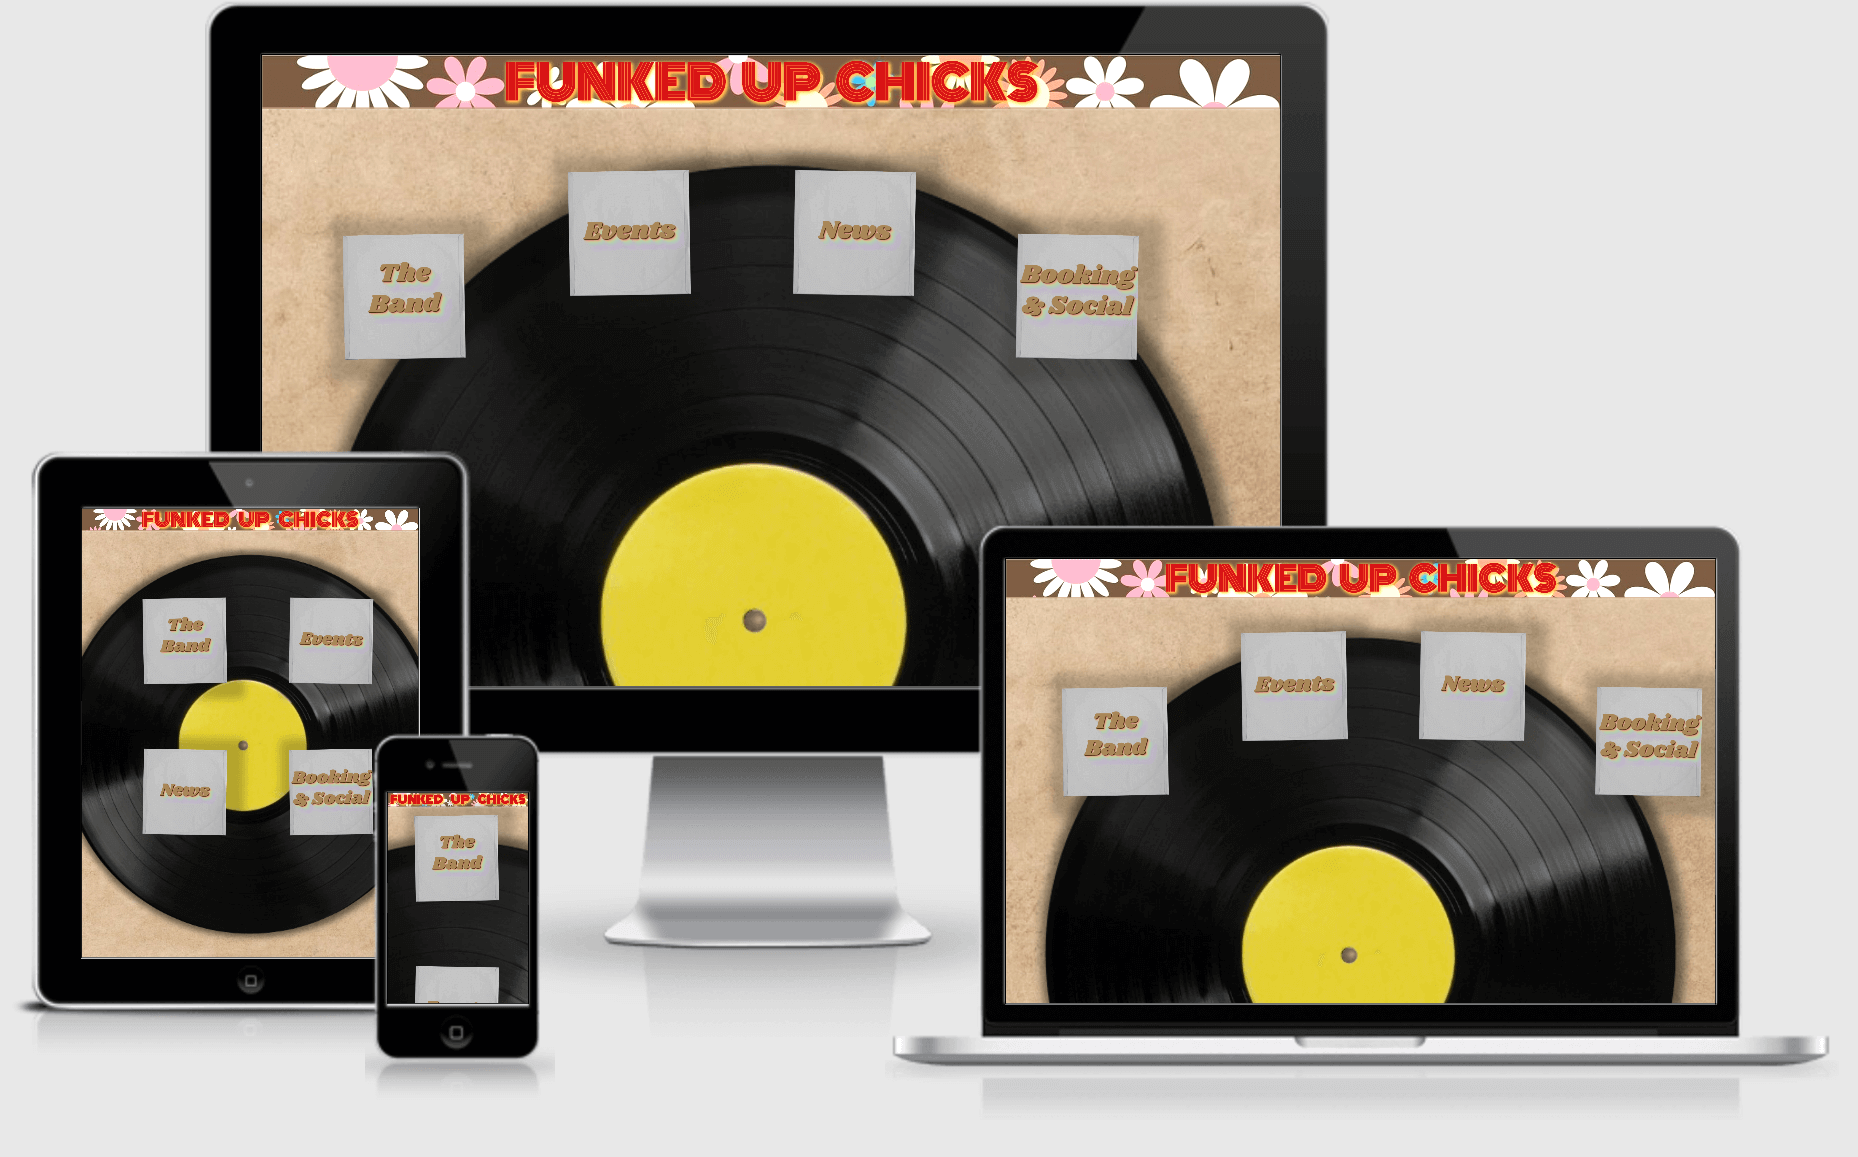 FUNKED UP CHICKS
The
Band
Events
News
Booking
& Social
FUNKED UP CHICKS
The
Band
Events
News
Booking
& Social
FUNKED UP CHICKS
The
Band
FUNKED UP CHICKS
The
Band
Events
News
Booking
& Social